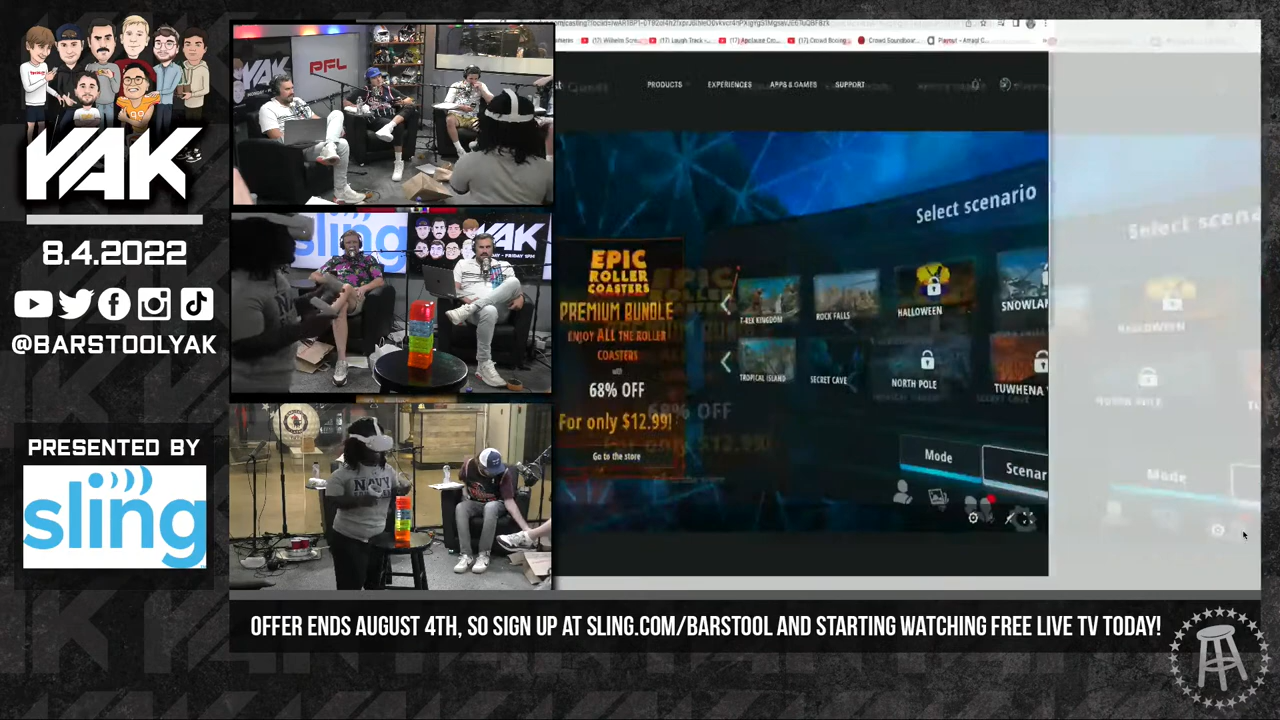 YAK
8.4.2022
@BARSTOOLYAK
PRESENTED BY
sling
YAK
PFL
sling
YAK
NAVY
PRODUCTS
EXPERIENCES
APPS & GAMES
SUPPORT
Select scenario
EPIC
ROLLER
COASTERS
PREMIUM BUNDLE
ENJOY ALL THE ROLLER
COASTERS
with
68% OFF
For only $12.99!
Go to the store
T-REX KINGDOM
ROCK FALLS
HALLOWEEN
SNOWLAN
TROPICAL ISLAND
SECRET CAVE
NORTH POLE
TUWHENA
Mode
Scenar
OFFER ENDS AUGUST 4TH, SO SIGN UP AT SLING.COM/BARSTOOL AND STARTING WATCHING FREE LIVE TV TODAY!